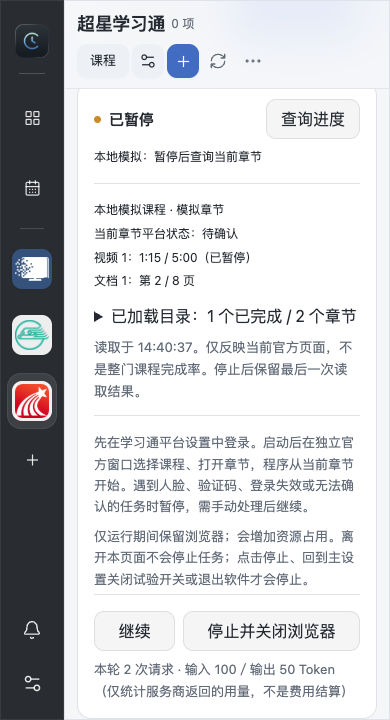 超星学习通 0 项
课程
已暂停
查询进度
本地模拟：暂停后查询当前章节
本地模拟课程 · 模拟章节
当前章节平台状态：待确认
视频 1：1:15 / 5:00（已暂停）
文档 1：第 2 / 8 页
▶ 已加载目录：1 个已完成 / 2 个章节
读取于 14:40:37。仅反映当前官方页面，不
是整门课程完成率。停止后保留最后一次读
取结果。
先在学习通平台设置中登录。启动后在独立官
方窗口选择课程、打开章节，程序从当前章节
开始。遇到人脸、验证码、登录失效或无法确
认的任务时暂停，需手动处理后继续。
仅运行期间保留浏览器；会增加资源占用。离
开本页面不会停止任务；点击停止、回到主设
置关闭试验开关或退出软件才会停止。
继续
停止并关闭浏览器
本轮 2 次请求 · 输入 100 / 输出 50 Token
（仅统计服务商返回的用量，不是费用结算）